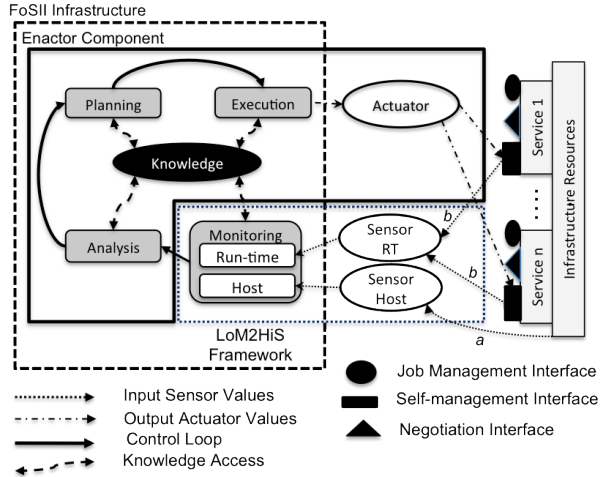 FoSII Infrastructure
Enactor Component
Planning
Execution
Actuator
Knowledge
Analysis
Monitoring
Run-time
Host
Sensor
RT
Sensor
Host
b
b
a
Service 1
. . . .
Service n
Infrastructure Resources
LoM2HiS
Framework
Input Sensor Values
Output Actuator Values
Control Loop
Knowledge Access
Job Management Interface
Self-management Interface
Negotiation Interface